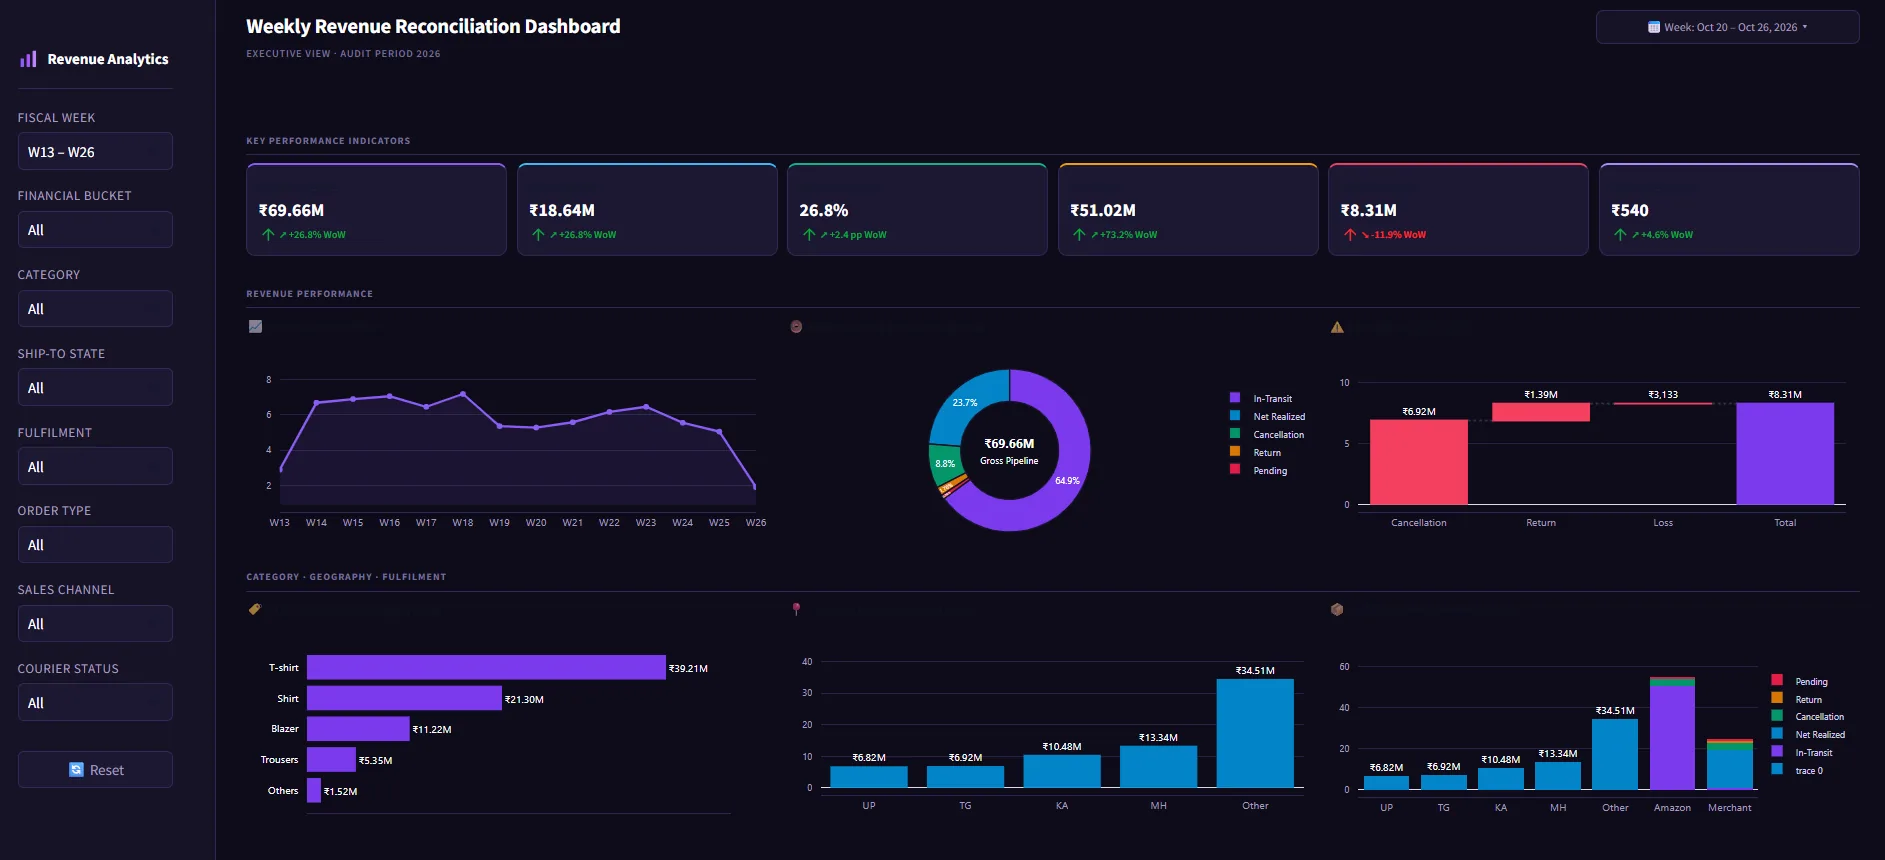 Revenue Analytics
FISCAL WEEK
W13 – W26
FINANCIAL BUCKET
All
CATEGORY
All
SHIP-TO STATE
All
FULFILMENT
All
ORDER TYPE
All
SALES CHANNEL
All
COURIER STATUS
All
Reset
Weekly Revenue Reconciliation Dashboard
Week: Oct 20 – Oct 26, 2026
EXECUTIVE VIEW · AUDIT PERIOD 2026
KEY PERFORMANCE INDICATORS
₹69.66M
↑ ↗ +26.8% WoW
₹18.64M
↑ ↗ +26.8% WoW
26.8%
↑ ↗ +2.4 pp WoW
₹51.02M
↑ ↗ +73.2% WoW
₹8.31M
↑ ↘ -11.9% WoW
₹540
↑ ↗ +4.6% WoW
REVENUE PERFORMANCE
8
6
4
2
W13 W14 W15 W16 W17 W18 W19 W20 W21 W22 W23 W24 W25 W26
23.7%
8.8%
64.9%
₹69.66M
Gross Pipeline
In-Transit
Net Realized
Cancellation
Return
Pending
10
5
0
₹6.92M
₹1.39M
₹3,133
₹8.31M
Cancellation Return Loss Total
CATEGORY · GEOGRAPHY · FULFILMENT
T-shirt ₹39.21M
Shirt ₹21.30M
Blazer ₹11.22M
Trousers ₹5.35M
Others ₹1.52M
40
30
20
10
0
₹6.82M
₹6.92M
₹10.48M
₹13.34M
₹34.51M
UP TG KA MH Other
60
40
20
0
₹6.82M
₹6.92M
₹10.48M
₹13.34M
₹34.51M
UP TG KA MH Other Amazon Merchant
Pending
Return
Cancellation
Net Realized
In-Transit
trace 0